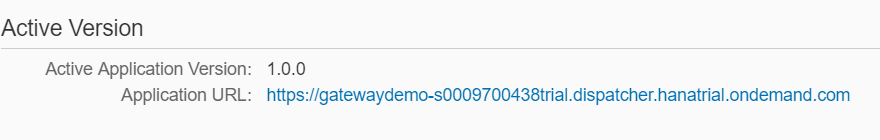 Active Version
Active Application Version: 1.0.0
Application URL: https://gatewaydemo-s0009700438trial.dispatcher.hanatrial.ondemand.com